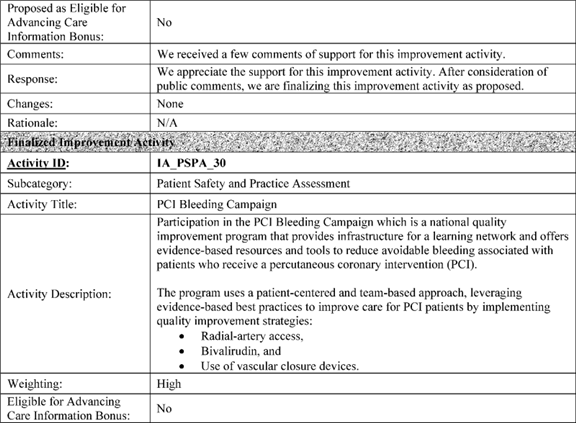 Proposed as Eligible for
Advancing Care
Information Bonus:
No
Comments:
We received a few comments of support for this improvement activity.
Response:
We appreciate the support for this improvement activity. After consideration of
public comments, we are finalizing this improvement activity as proposed.
Changes:
None
Rationale:
N/A
Finalized Improvement Activity
Activity ID:
IA_PSPA_30
Subcategory:
Patient Safety and Practice Assessment
Activity Title:
PCI Bleeding Campaign
Activity Description:
Participation in the PCI Bleeding Campaign which is a national quality
improvement program that provides infrastructure for a learning network and offers
evidence-based resources and tools to reduce avoidable bleeding associated with
patients who receive a percutaneous coronary intervention (PCI).
The program uses a patient-centered and team-based approach, leveraging
evidence-based best practices to improve care for PCI patients by implementing
quality improvement strategies:
• Radial-artery access,
• Bivalirudin, and
• Use of vascular closure devices.
Weighting:
High
Eligible for Advancing
Care Information Bonus:
No